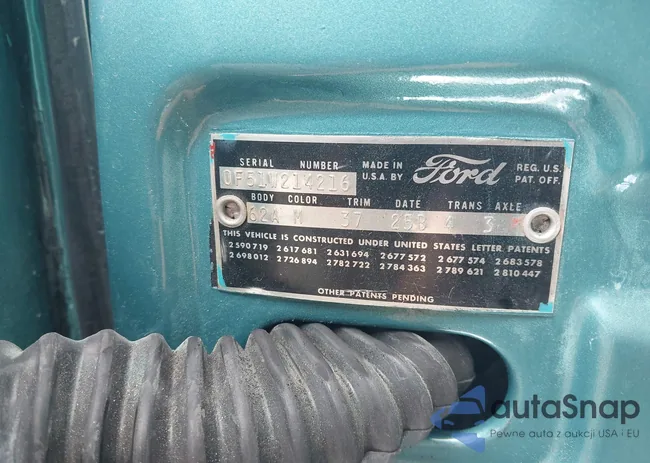 SERIAL NUMBER MADE IN U.S.A. BY Ford REG. U.S. PAT. OFF.
0F51W214216
BODY COLOR TRIM DATE TRANS AXLE
62A M 37 25B 4 3
THIS VEHICLE IS CONSTRUCTED UNDER UNITED STATES LETTER PATENTS
2 590719 2 617 681 2 631 694 2 677 572 2 677 574 2 683 578
2 698 012 2 726 894 2 782 722 2 784 363 2 789 621 2 810 447
OTHER PATENTS PENDING
autaSnap
Pewne auta z aukcji USA i EU